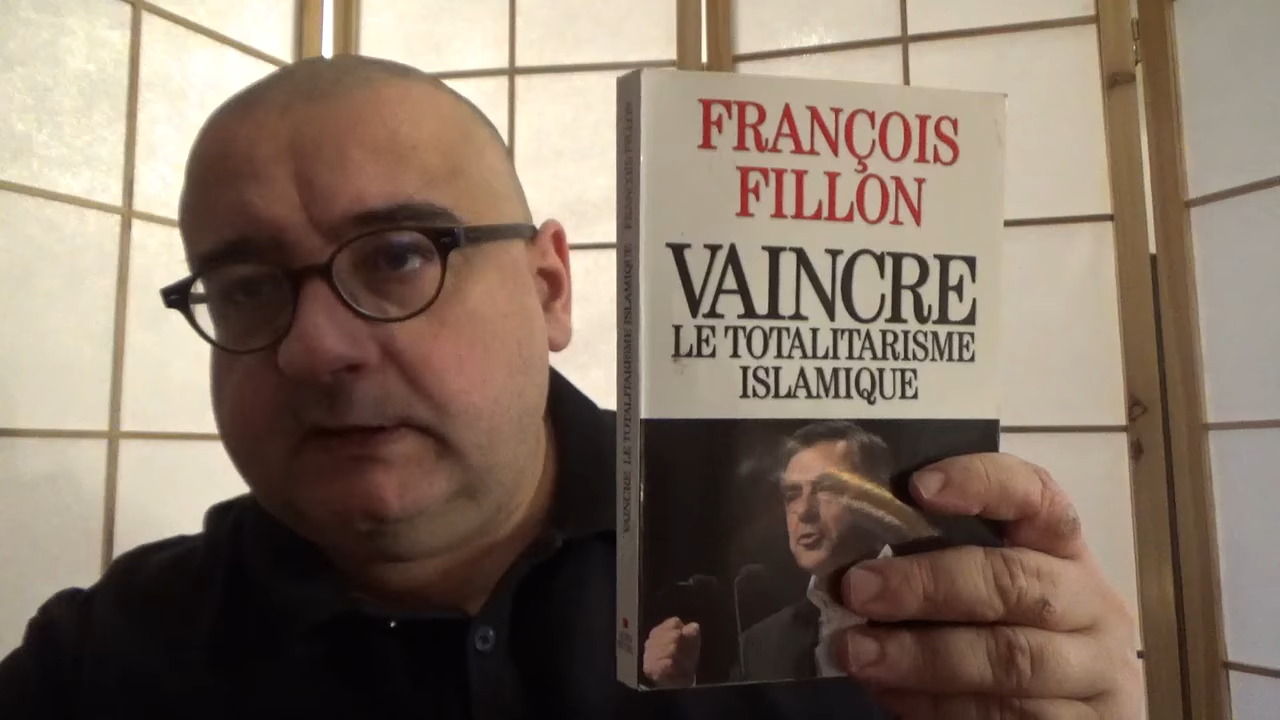 FRANÇOIS
FILLON
VAINCRE
LE TOTALITARISME
ISLAMIQUE
VAINCRE LE TOTALITARISME ISLAMIQUE FRANÇOIS FILLON